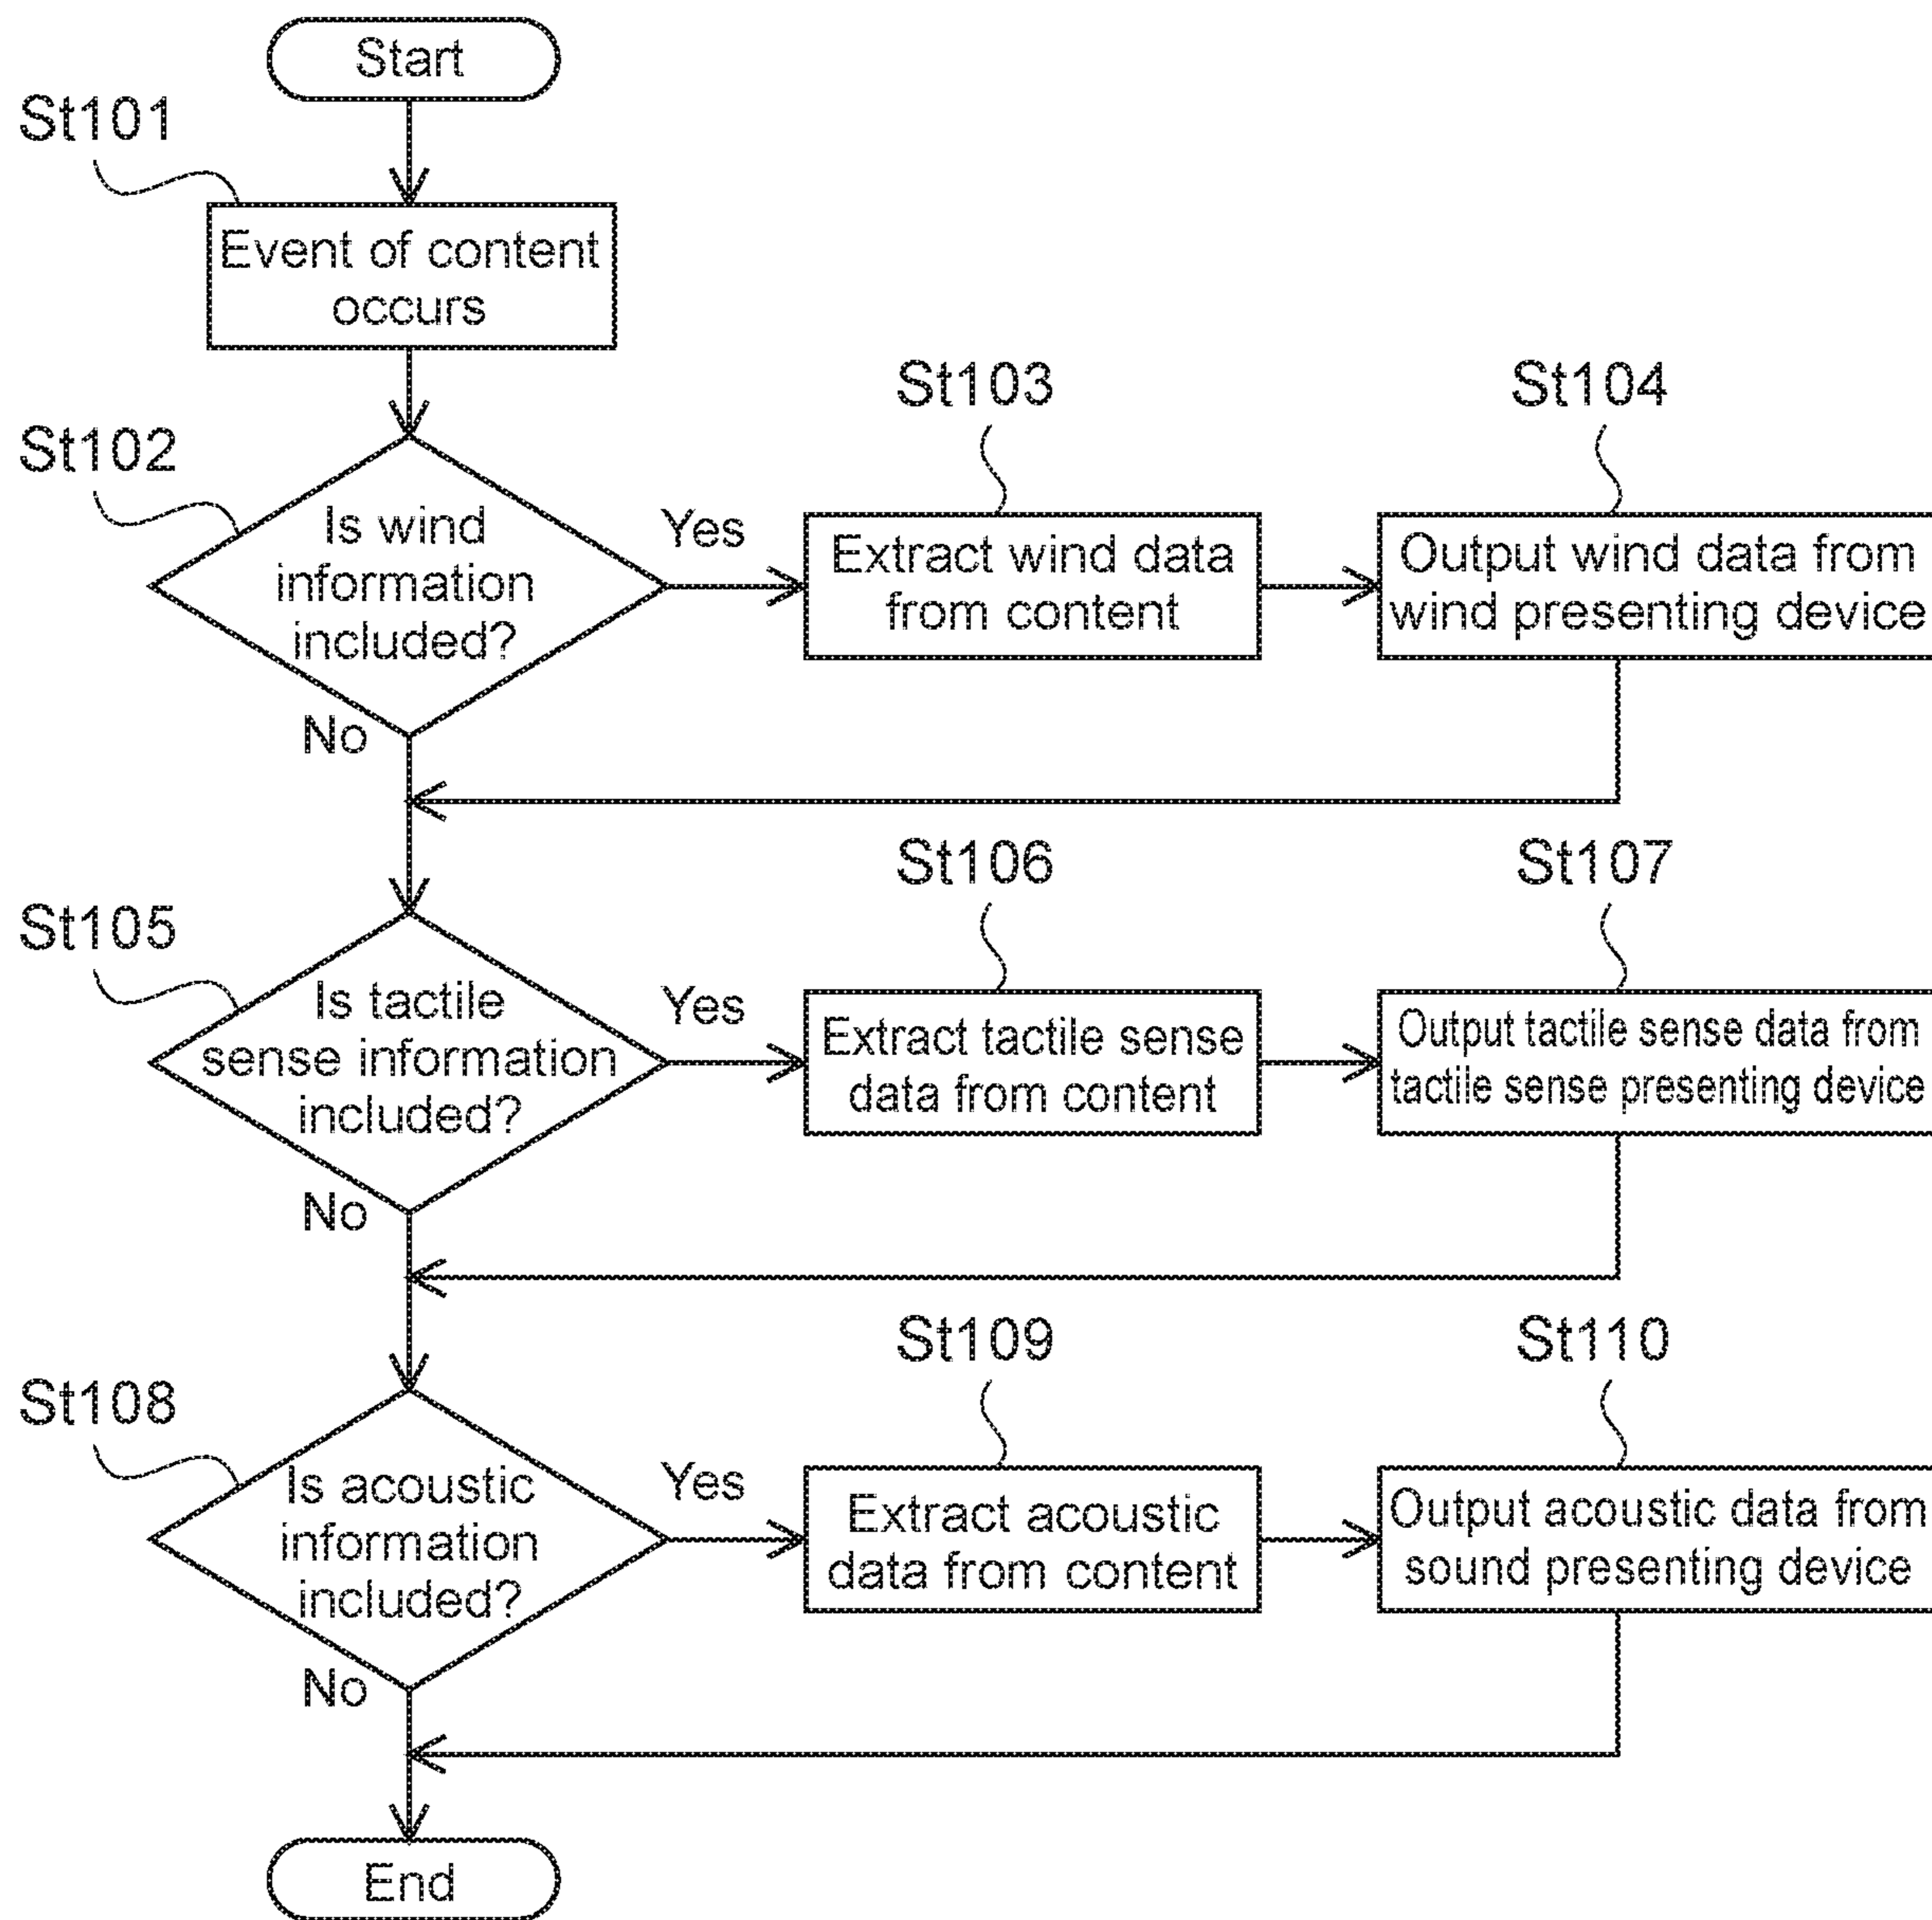 Start
St101
Event of content
occurs
St102
Is wind
information
included?
Yes
No
St103
Extract wind data
from content
St104
Output wind data from
wind presenting device
St105
Is tactile
sense information
included?
Yes
No
St106
Extract tactile sense
data from content
St107
Output tactile sense data from
tactile sense presenting device
St108
Is acoustic
information
included?
Yes
No
St109
Extract acoustic
data from content
St110
Output acoustic data from
sound presenting device
End